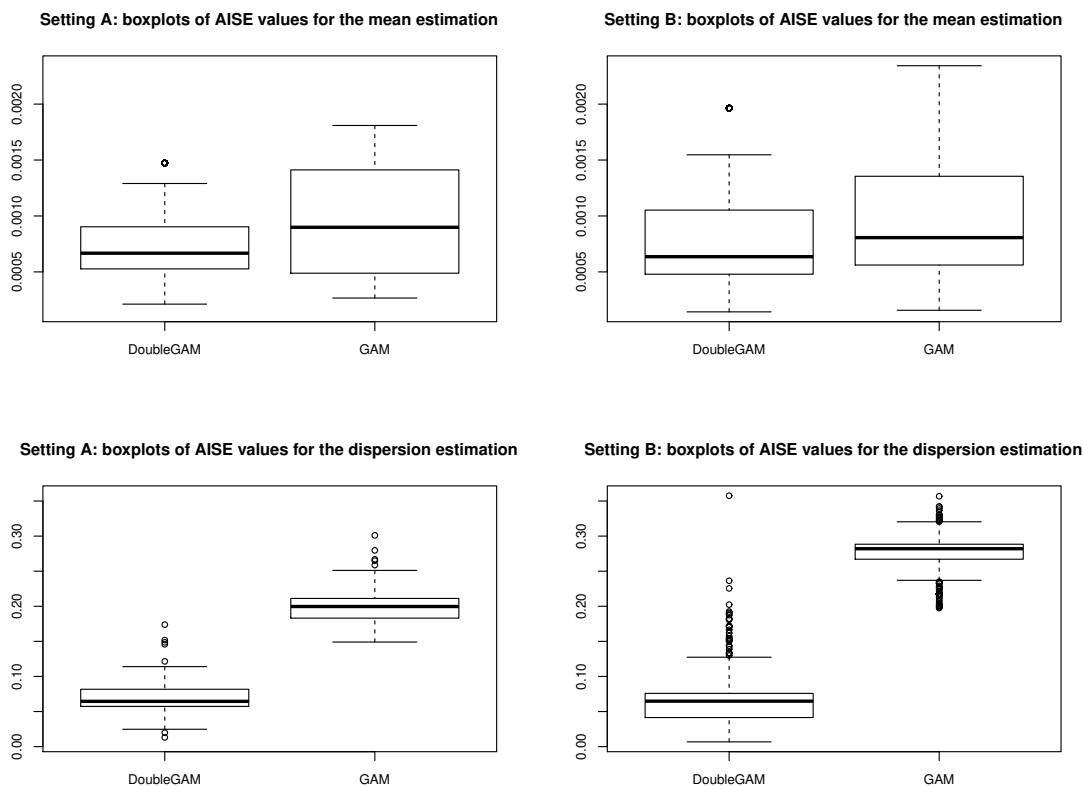 Setting A: boxplots of AISE values for the mean estimation
0.0020
0.0015
0.0010
0.0005
DoubleGAM GAM
Setting B: boxplots of AISE values for the mean estimation
0.0020
0.0015
0.0010
0.0005
DoubleGAM GAM
Setting A: boxplots of AISE values for the dispersion estimation
0.30
0.20
0.10
0.00
DoubleGAM GAM
Setting B: boxplots of AISE values for the dispersion estimation
0.30
0.20
0.10
0.00
DoubleGAM GAM